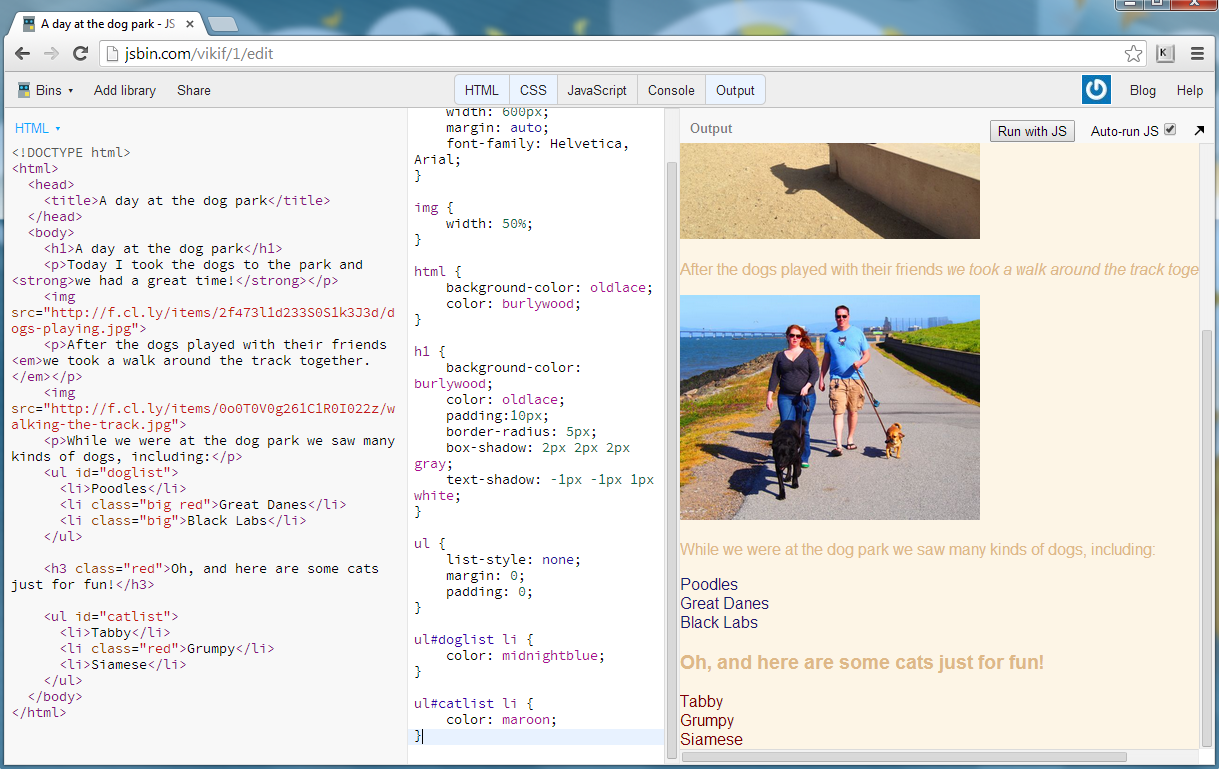 A day at the dog park - JS
jsbin.com/vikif/1/edit
Bins
Add library
Share
HTML
CSS
JavaScript
Console
Output
Blog
Help
HTML
<!DOCTYPE html>
<html>
<head>
<title>A day at the dog park</title>
</head>
<body>
<h1>A day at the dog park</h1>
<p>Today I took the dogs to the park and
<strong>we had a great time!</strong></p>
<img
src="http://f.cl.ly/items/2f473l1d233S0S1k3J3d/d
ogs-playing.jpg">
<p>After the dogs played with their friends
<em>we took a walk around the track together.
</em></p>
<img
src="http://f.cl.ly/items/0o0T0V0g26lClR0I022z/w
alking-the-track.jpg">
<p>While we were at the dog park we saw many
kinds of dogs, including:</p>
<ul id="doglist">
<li>Poodles</li>
<li class="big red">Great Danes</li>
<li class="big">Black Labs</li>
</ul>
<h3 class="red">Oh, and here are some cats
just for fun!</h3>
<ul id="catlist">
<li>Tabby</li>
<li class="red">Grumpy</li>
<li>Siamese</li>
</ul>
</body>
</html>
width: 600px;
margin: auto;
font-family: Helvetica,
Arial;
}
img {
width: 50%;
}
html {
background-color: oldlace;
color: burlywood;
}
h1 {
background-color:
burlywood;
color: oldlace;
padding:10px;
border-radius: 5px;
box-shadow: 2px 2px 2px
gray;
text-shadow: -1px -1px 1px
white;
}
ul {
list-style: none;
margin: 0;
padding: 0;
}
ul#doglist li {
color: midnightblue;
}
ul#catlist li {
color: maroon;
}
Output
Run with JS
Auto-run JS
After the dogs played with their friends we took a walk around the track toge
While we were at the dog park we saw many kinds of dogs, including:
Poodles
Great Danes
Black Labs
Oh, and here are some cats just for fun!
Tabby
Grumpy
Siamese